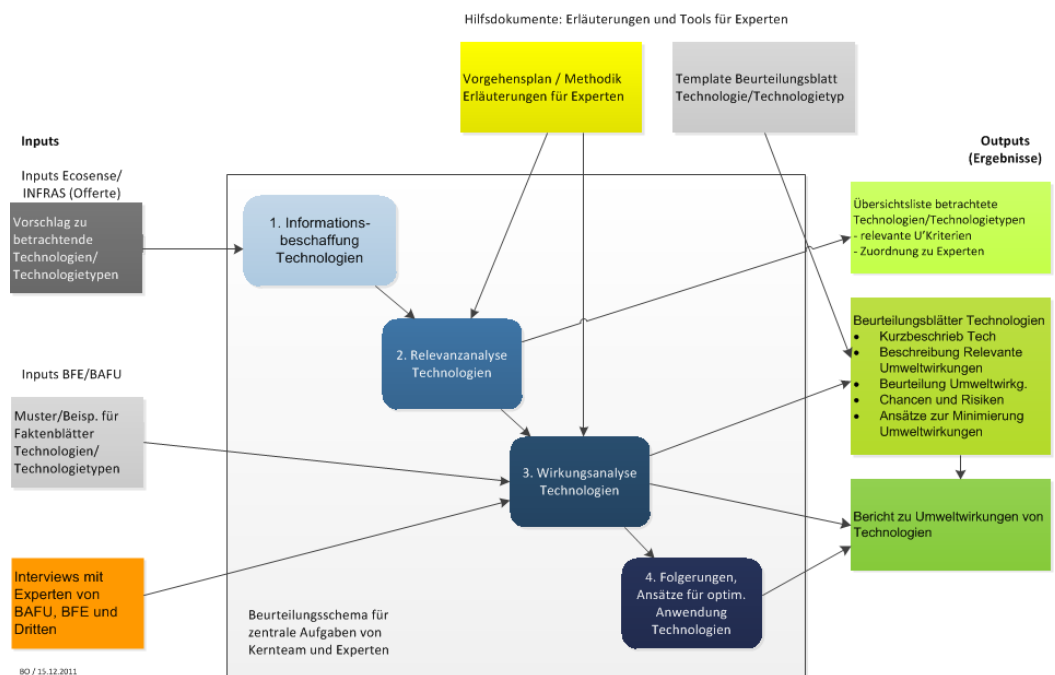 Hilfsdokumente: Erläuterungen und Tools für Experten
Vorgehensplan / Methodik
Erläuterungen für Experten
Template Beurteilungsblatt
Technologie/Technologietyp
Inputs
Inputs Ecosense/
INFRAS (Offerte)
Vorschlag zu
betrachtende
Technologien/
Technologietypen
Inputs BFE/BAFU
Muster/Beisp. für
Faktenblätter
Technologien/
Technologietypen
Interviews mit
Experten von
BAFU, BFE und
Dritten
BO / 15.12.2011
1. Informations-
beschaffung
Technologien
2. Relevanzanalyse
Technologien
3. Wirkungsanalyse
Technologien
4. Folgerungen,
Ansätze für optim.
Anwendung
Technologien
Beurteilungsschema für
zentrale Aufgaben von
Kernteam und Experten
Outputs
(Ergebnisse)
Übersichtsliste betrachtete
Technologien/Technologietypen
- relevante U'Kriterien
- Zuordnung zu Experten
Beurteilungsblätter Technologien
• Kurzbeschrieb Tech
• Beschreibung Relevante
Umweltwirkungen
• Beurteilung Umweltwirkg.
• Chancen und Risiken
• Ansätze zur Minimierung
Umweltwirkungen
Bericht zu Umweltwirkungen von
Technologien